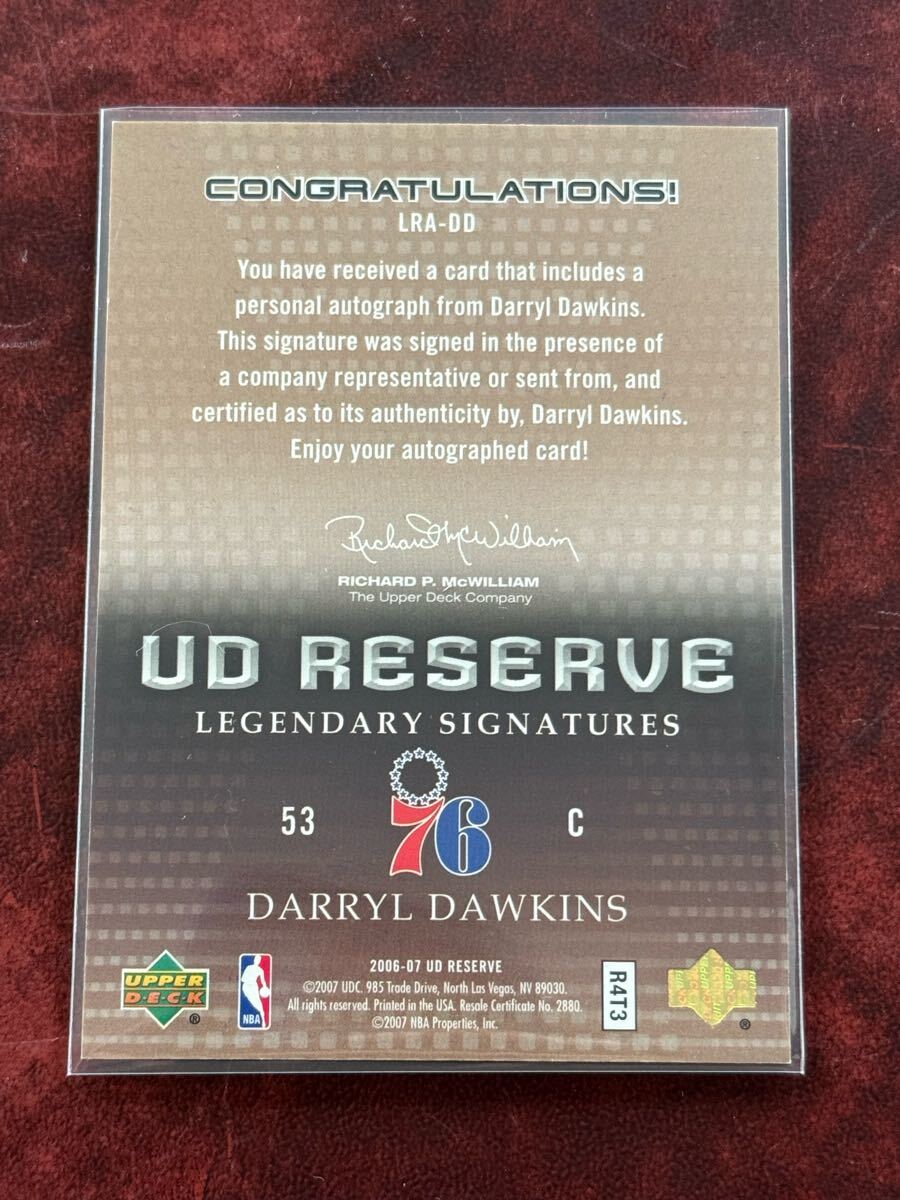 CONGRATULATIONS!
LRA-DD
You have received a card that includes a
personal autograph from Darryl Dawkins.
This signature was signed in the presence of
a company representative or sent from, and
certified as to its authenticity by, Darryl Dawkins.
Enjoy your autographed card!
Richard McWilliam
RICHARD P. McWILLIAM
The Upper Deck Company
UD RESERVE
LEGENDARY SIGNATURES
53 76 C
DARRYL DAWKINS
UPPER
D·E·C·K ®
NBA
2006-07 UD RESERVE
©2007 UDC. 985 Trade Drive, North Las Vegas, NV 89030.
All rights reserved. Printed in the USA. Resale Certificate No. 2880.
©2007 NBA Properties, Inc.
R4T3
®